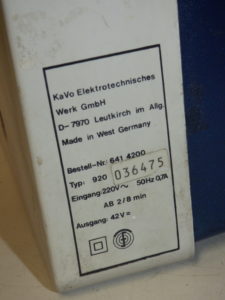 KaVo Elektrotechnisches
Werk GmbH
D-7970 Leutkirch im Allg.
Made in West Germany
Bestell-Nr. 641 4200
Typ: 920 036475
Eingang: 220V~ 50Hz 0,7A
AB 2/8 min
Ausgang: 42V=